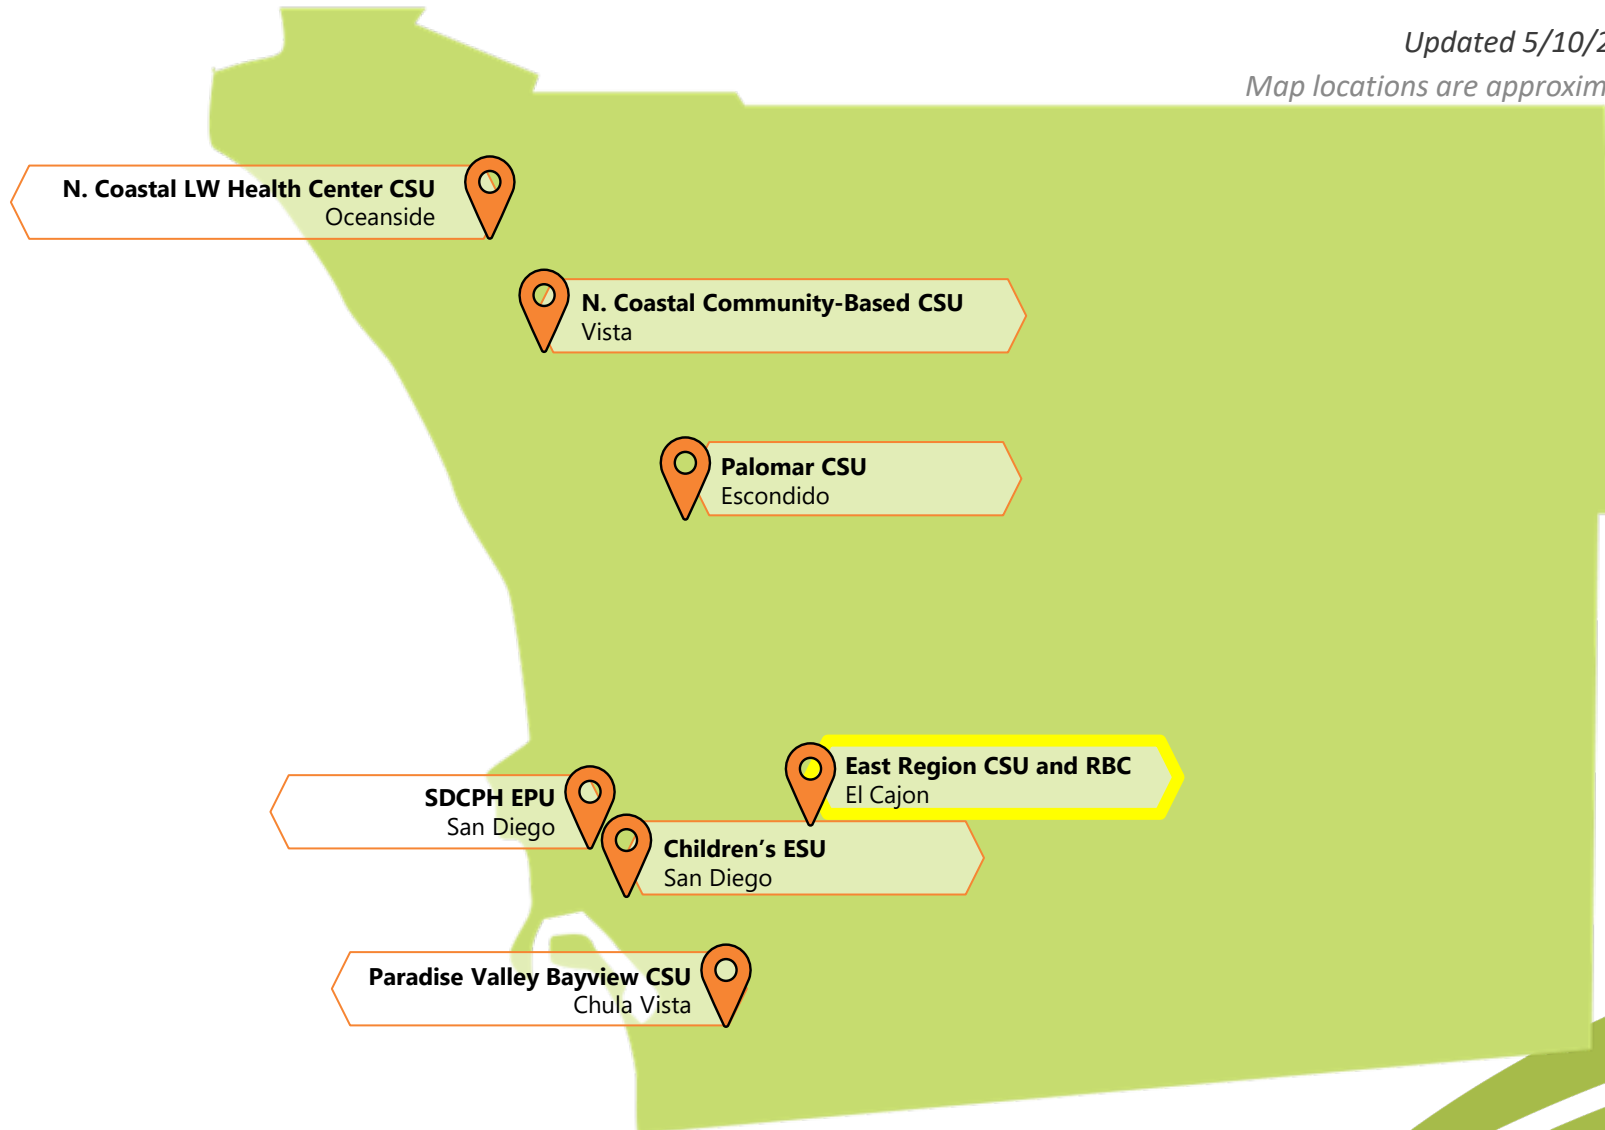 Updated 5/10/2
Map locations are approxim
N. Coastal LW Health Center CSU
Oceanside
N. Coastal Community-Based CSU
Vista
Palomar CSU
Escondido
East Region CSU and RBC
El Cajon
SDCPH EPU
San Diego
Children’s ESU
San Diego
Paradise Valley Bayview CSU
Chula Vista